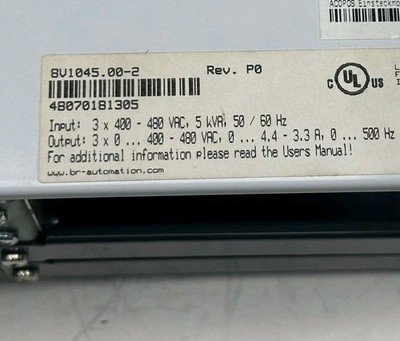 ACOPOS Einsteckmo
8V1045.00-2 Rev. P0
48070181305
C UL US
Input: 3 x 400 - 480 VAC, 5 kVA, 50 / 60 Hz
Output: 3 x 0 ... 400 - 480 VAC, 0 ... 4.4 - 3.3 A, 0 ... 500 Hz
For additional information please read the Users Manual!
www.br-automation.com